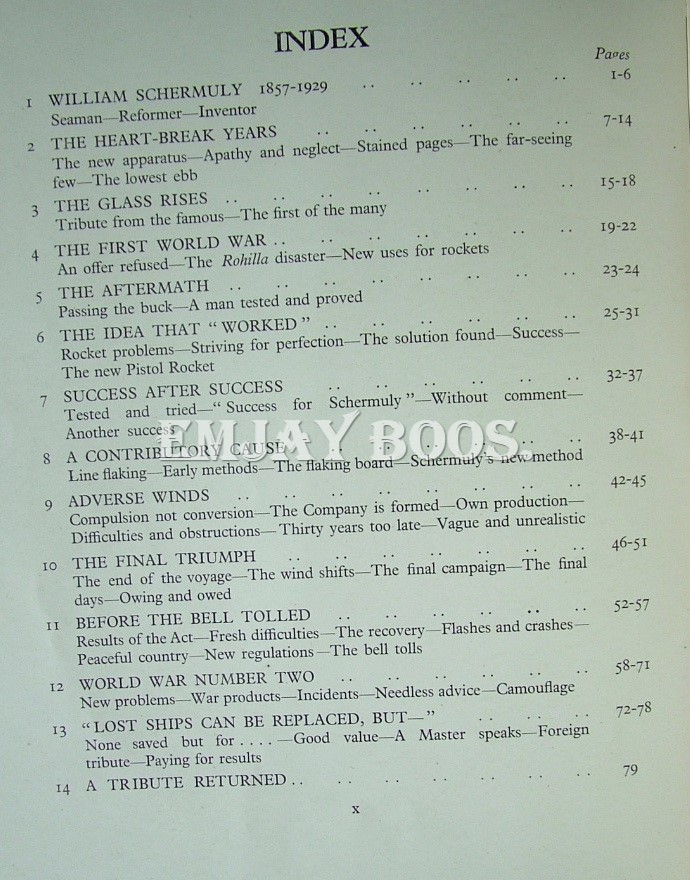 INDEX
Pages
1 WILLIAM SCHERMULY 1857-1929 .. .. .. .. .. 1-6
Seaman—Reformer—Inventor
2 THE HEART-BREAK YEARS .. .. .. .. .. .. 7-14
The new apparatus—Apathy and neglect—Stained pages—The far-seeing
few—The lowest ebb
3 THE GLASS RISES .. .. .. .. .. .. .. .. 15-18
Tribute from the famous—The first of the many
4 THE FIRST WORLD WAR .. .. .. .. .. .. .. 19-22
An offer refused—The Rohilla disaster—New uses for rockets
5 THE AFTERMATH .. .. .. .. .. .. .. .. 23-24
Passing the buck—A man tested and proved
6 THE IDEA THAT “WORKED” .. .. .. .. .. .. 25-31
Rocket problems—Striving for perfection—The solution found—Success—
The new Pistol Rocket
7 SUCCESS AFTER SUCCESS .. .. .. .. .. .. 32-37
Tested and tried—“Success for Schermuly”—Without comment—
Another success
EMJAY BOOS.
8 A CONTRIBUTORY CAUSE .. .. .. .. .. .. 38-41
Line flaking—Early methods—The flaking board—Schermuly’s new method
9 ADVERSE WINDS .. .. .. .. .. .. .. .. 42-45
Compulsion not conversion—The Company is formed—Own production—
Difficulties and obstructions—Thirty years too late—Vague and unrealistic
10 THE FINAL TRIUMPH .. .. .. .. .. .. .. 46-51
The end of the voyage—The wind shifts—The final campaign—The final
days—Owing and owed
11 BEFORE THE BELL TOLLED .. .. .. .. .. .. 52-57
Results of the Act—Fresh difficulties—The recovery—Flashes and crashes—
Peaceful country—New regulations—The bell tolls
12 WORLD WAR NUMBER TWO .. .. .. .. .. .. 58-71
New problems—War products—Incidents—Needless advice—Camouflage
13 “LOST SHIPS CAN BE REPLACED, BUT—” .. .. .. 72-78
None saved but for ....—Good value—A Master speaks—Foreign
tribute—Paying for results
14 A TRIBUTE RETURNED .. .. .. .. .. .. .. 79
x